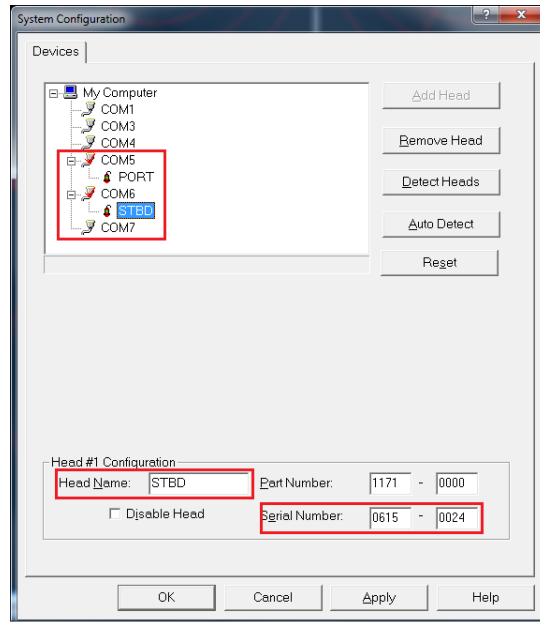 System Configuration
Devices
My Computer
COM1
COM3
COM4
COM5
PORT
COM6
STBD
COM7
Add Head
Remove Head
Detect Heads
Auto Detect
Reset
Head #1 Configuration
Head Name: STBD Part Number: 1171 - 0000
Disable Head Serial Number: 0615 - 0024
OK Cancel Apply Help